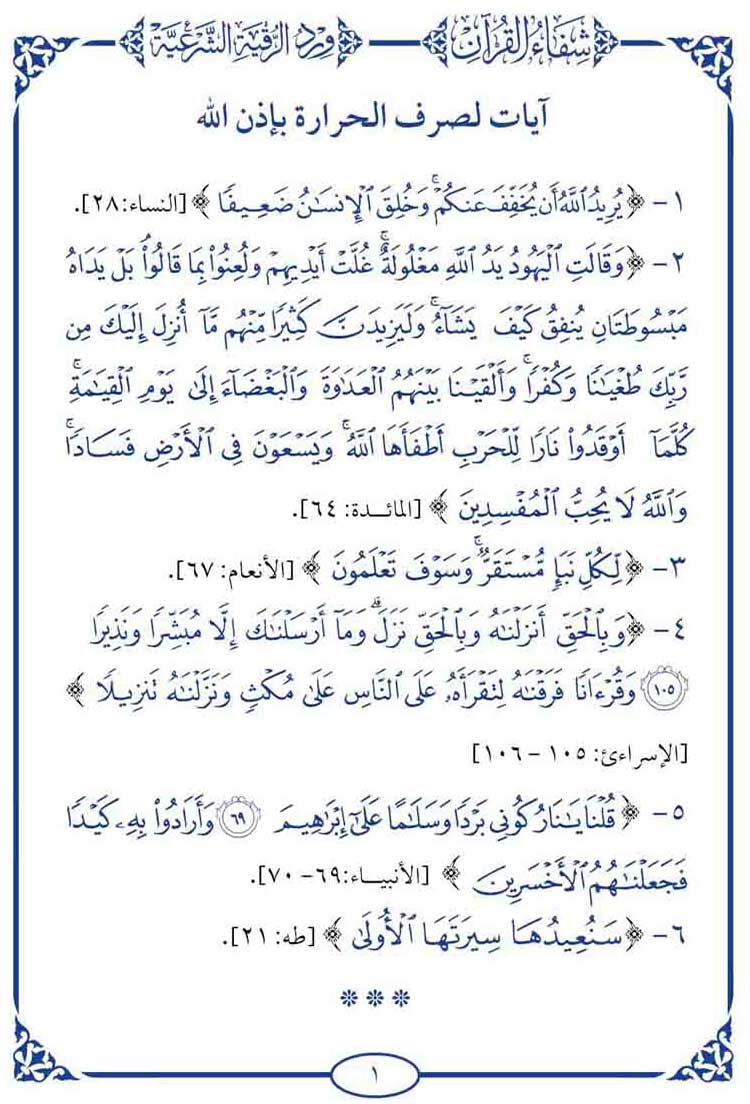 شفاء القرآن ورد الرقية الشرعية
آيات لصرف الحرارة بإذن الله
١- ﴿يُرِيدُ ٱللَّهُ أَن يُخَفِّفَ عَنكُمۡۚ وَخُلِقَ ٱلۡإِنسَٰنُ ضَعِيفٗا﴾ [النساء:٢٨].
٢- ﴿وَقَالَتِ ٱلۡيَهُودُ يَدُ ٱللَّهِ مَغۡلُولَةٌۚ غُلَّتۡ أَيۡدِيهِمۡ وَلُعِنُواْ بِمَا قَالُواْۘ بَلۡ يَدَاهُ
مَبۡسُوطَتَانِ يُنفِقُ كَيۡفَ يَشَآءُۚ وَلَيَزِيدَنَّ كَثِيرٗا مِّنۡهُم مَّآ أُنزِلَ إِلَيۡكَ مِن
رَّبِّكَ طُغۡيَٰنٗا وَكُفۡرٗاۚ وَأَلۡقَيۡنَا بَيۡنَهُمُ ٱلۡعَدَٰوَةَ وَٱلۡبَغۡضَآءَ إِلَىٰ يَوۡمِ ٱلۡقِيَٰمَةِۚ
كُلَّمَآ أَوۡقَدُواْ نَارٗا لِّلۡحَرۡبِ أَطۡفَأَهَا ٱللَّهُۚ وَيَسۡعَوۡنَ فِي ٱلۡأَرۡضِ فَسَادٗاۚ
وَٱللَّهُ لَا يُحِبُّ ٱلۡمُفۡسِدِينَ﴾ [المائدة: ٦٤].
٣- ﴿لِّكُلِّ نَبَإٖ مُّسۡتَقَرّٞۚ وَسَوۡفَ تَعۡلَمُونَ﴾ [الأنعام: ٦٧].
٤- ﴿وَبِٱلۡحَقِّ أَنزَلۡنَٰهُ وَبِٱلۡحَقِّ نَزَلَۗ وَمَآ أَرۡسَلۡنَٰكَ إِلَّا مُبَشِّرٗا وَنَذِيرٗا
١٠٥ وَقُرۡءَانٗا فَرَقۡنَٰهُ لِتَقۡرَأَهُۥ عَلَى ٱلنَّاسِ عَلَىٰ مُكۡثٖ وَنَزَّلۡنَٰهُ تَنزِيلٗا﴾
[الإسراءئ: ١٠٥ - ١٠٦]
٥- ﴿قُلۡنَا يَٰنَارُ كُونِي بَرۡدٗا وَسَلَٰمًا عَلَىٰٓ إِبۡرَٰهِيمَ ٦٩ وَأَرَادُواْ بِهِۦ كَيۡدٗا
فَجَعَلۡنَٰهُمُ ٱلۡأَخۡسَرِينَ﴾ [الأنبياء:٦٩- ٧٠].
٦- ﴿سَنُعِيدُهَا سِيرَتَهَا ٱلۡأُولَىٰ﴾ [طه: ٢١].
١